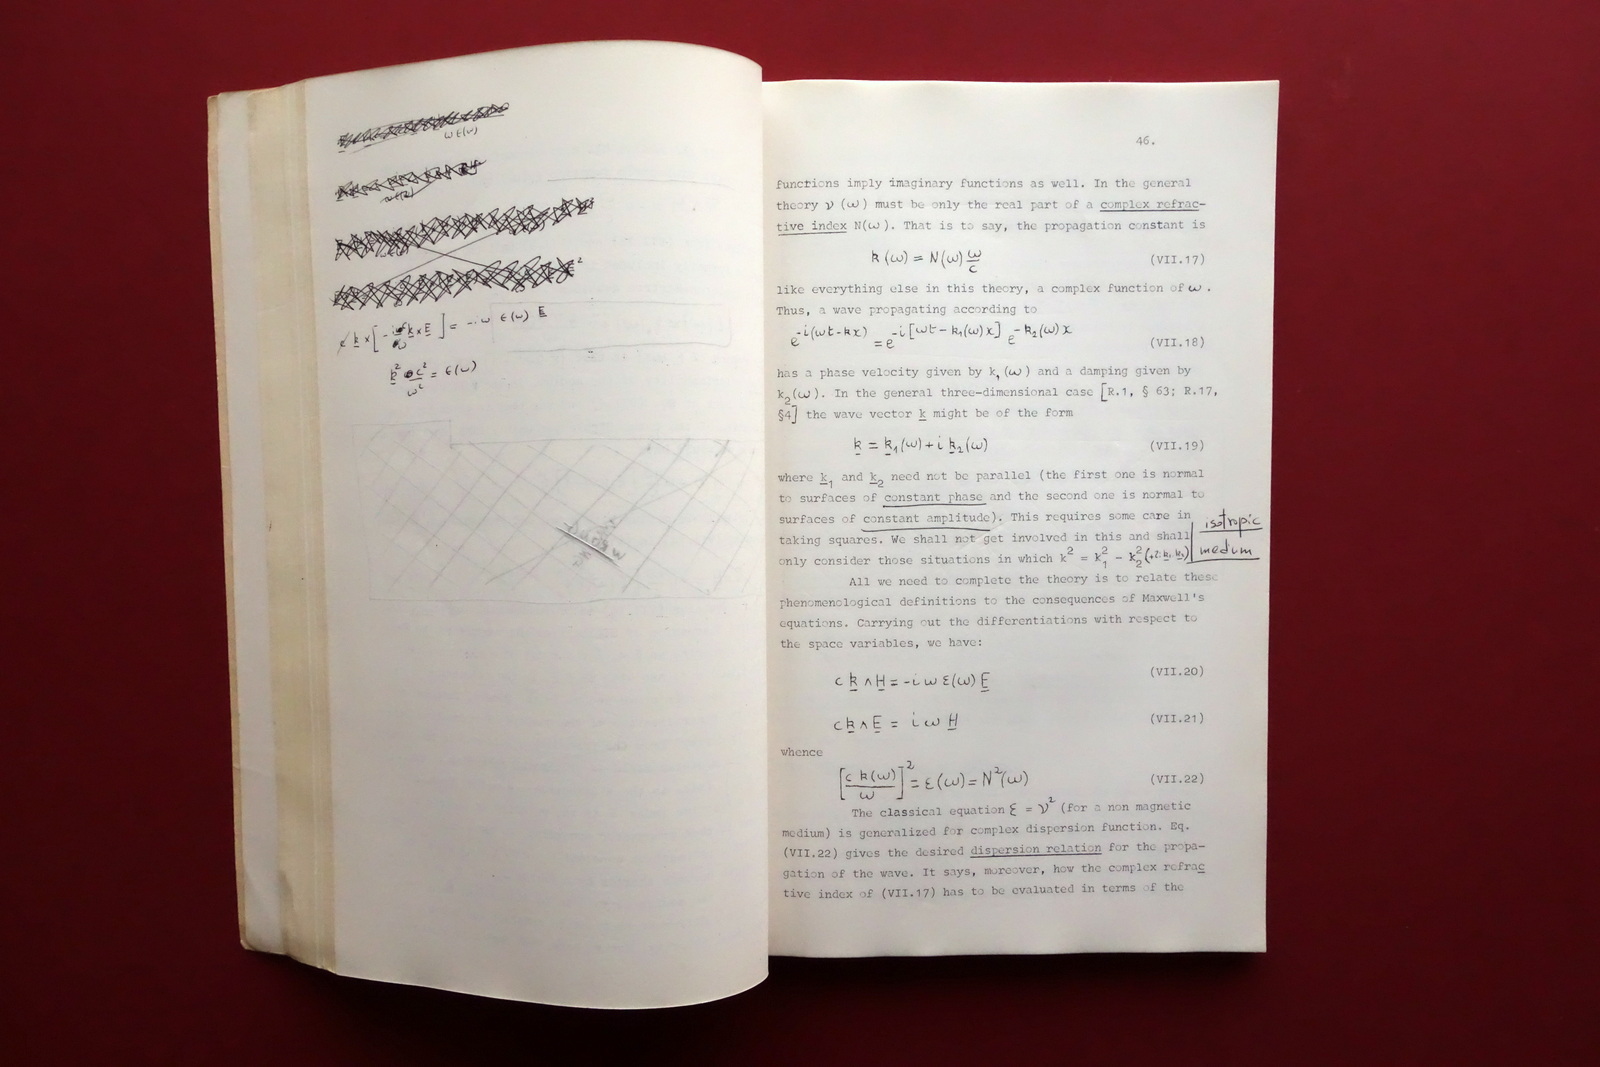 ω ϵ(ω)
k × [ - k × E ] = -iω ϵ(ω) E
k² c² / ω² = ϵ(ω)
46.
functions imply imaginary functions as well. In the general
theory ν (ω) must be only the real part of a complex refrac-
tive index N(ω). That is to say, the propagation constant is
k (ω) = N(ω) ω/c (VII.17)
like everything else in this theory, a complex function of ω.
Thus, a wave propagating according to
e^-i(ωt-kx) = e^-i[ωt-k₁(ω)x] e^-k₂(ω)x (VII.18)
has a phase velocity given by k₁(ω) and a damping given by
k₂(ω). In the general three-dimensional case [R.1, § 63; R.17,
§4] the wave vector k might be of the form
k = k₁(ω) + i k₂(ω) (VII.19)
where k₁ and k₂ need not be parallel (the first one is normal
to surfaces of constant phase and the second one is normal to
surfaces of constant amplitude). This requires some care in
isotropic
taking squares. We shall not get involved in this and shall
medium
only consider those situations in which k² = k₁² - k₂² (+2i k₁ k₂)
All we need to complete the theory is to relate these
phenomenological definitions to the consequences of Maxwell's
equations. Carrying out the differentiations with respect to
the space variables, we have:
c k ∧ H = -i ω ε(ω) E (VII.20)
c k ∧ E = i ω H (VII.21)
whence
[c k(ω)/ω]² = ε(ω) = N²(ω) (VII.22)
The classical equation ε = ν² (for a non magnetic
medium) is generalized for complex dispersion function. Eq.
(VII.22) gives the desired dispersion relation for the propa-
gation of the wave. It says, moreover, how the complex refrac
tive index of (VII.17) has to be evaluated in terms of the